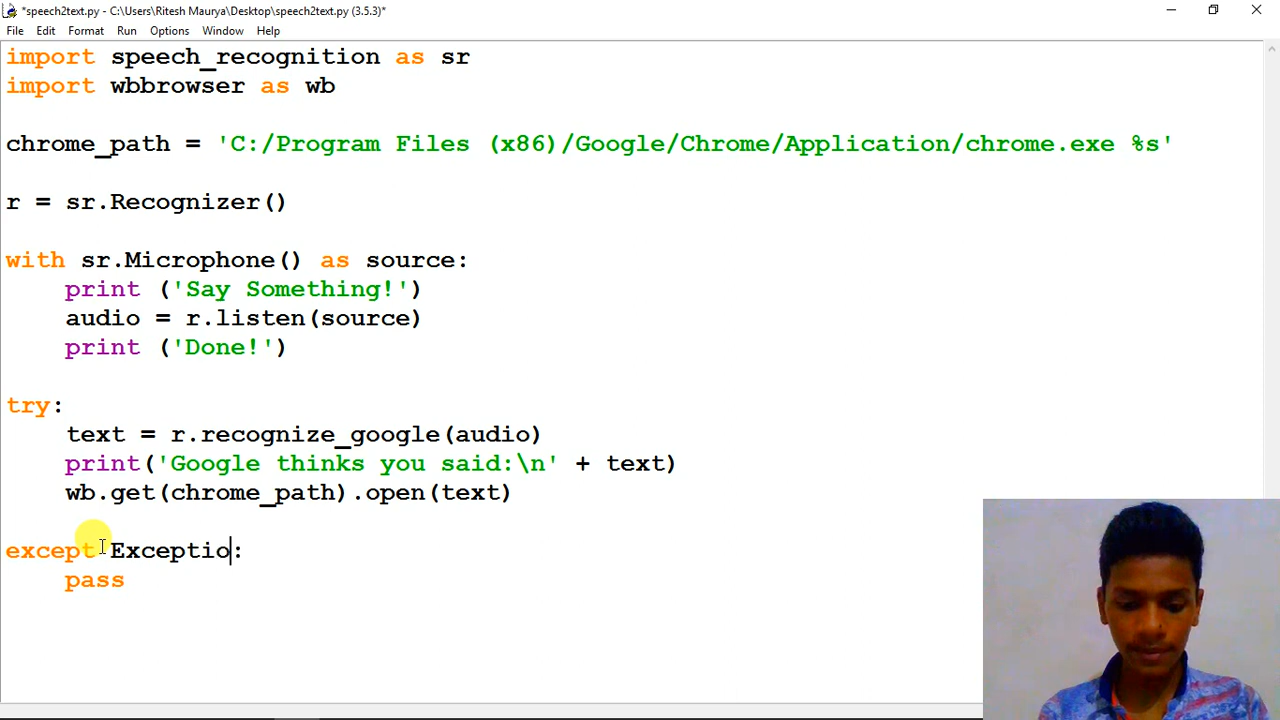 *speech2text.py - C:\Users\Ritesh Maurya\Desktop\speech2text.py (3.5.3)*
File Edit Format Run Options Window Help
import speech_recognition as sr
import wbbrowser as wb
chrome_path = 'C:/Program Files (x86)/Google/Chrome/Application/chrome.exe %s'
r = sr.Recognizer()
with sr.Microphone() as source:
    print ('Say Something!')
    audio = r.listen(source)
    print ('Done!')
try:
    text = r.recognize_google(audio)
    print('Google thinks you said:\n' + text)
    wb.get(chrome_path).open(text)
except Exceptio:
    pass